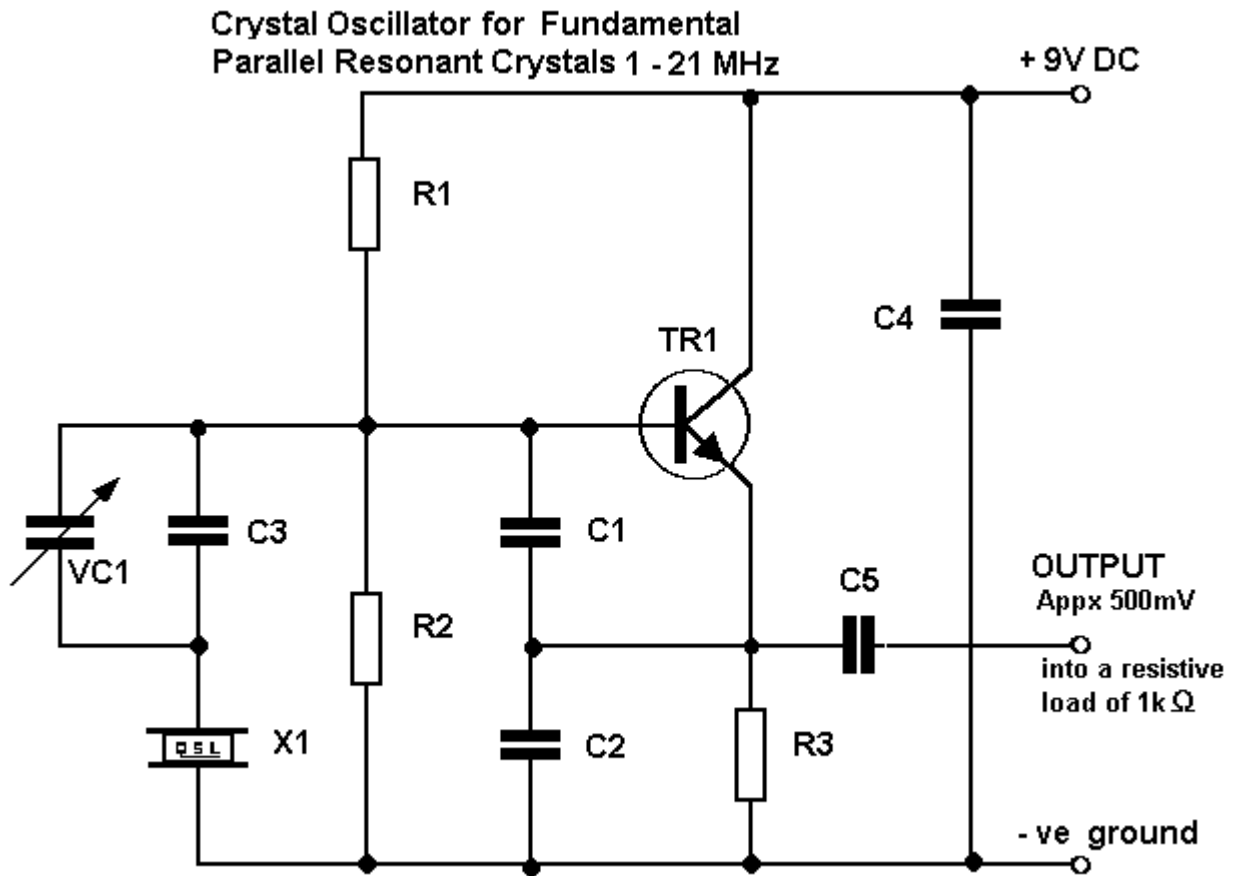 Crystal Oscillator for Fundamental
Parallel Resonant Crystals 1 - 21 MHz
+ 9V DC
R1
C4
TR1
C3
C1
VC1
C5
OUTPUT
Appx 500mV
R2
into a resistive
load of 1k Ω
X1
QSL
C2
R3
- ve ground